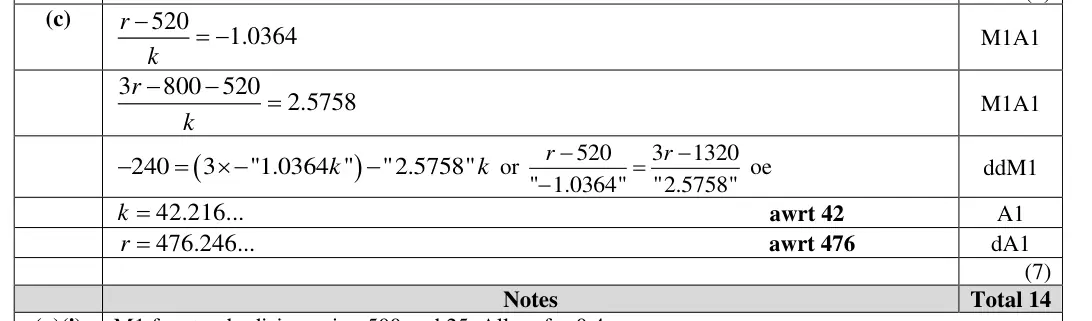 (c) (r − 520)/k = −1.0364 M1A1
(3r − 800 − 520)/k = 2.5758 M1A1
−240 = (3 × −"1.0364k") − "2.5758"k or (r − 520)/"−1.0364" = (3r − 1320)/"2.5758" oe ddM1
k = 42.216... awrt 42 A1
r = 476.246... awrt 476 dA1
(7)
Notes Total 14